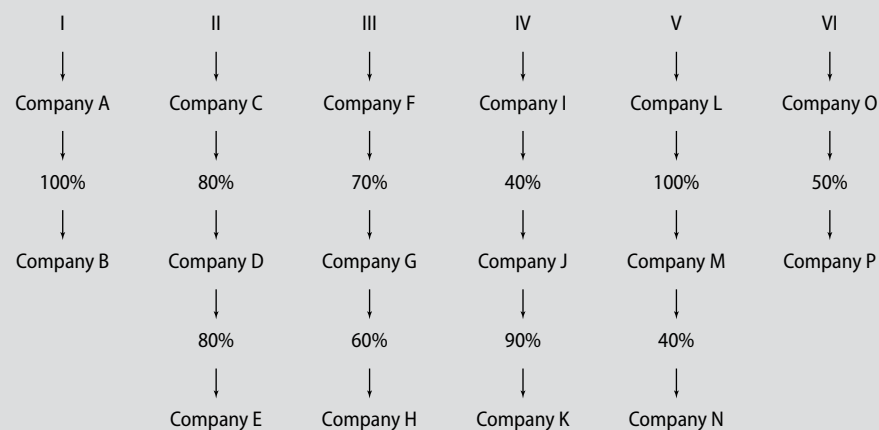 I II III IV V VI
Company A Company C Company F Company I Company L Company O
100% 80% 70% 40% 100% 50%
Company B Company D Company G Company J Company M Company P
80% 60% 90% 40%
Company E Company H Company K Company N